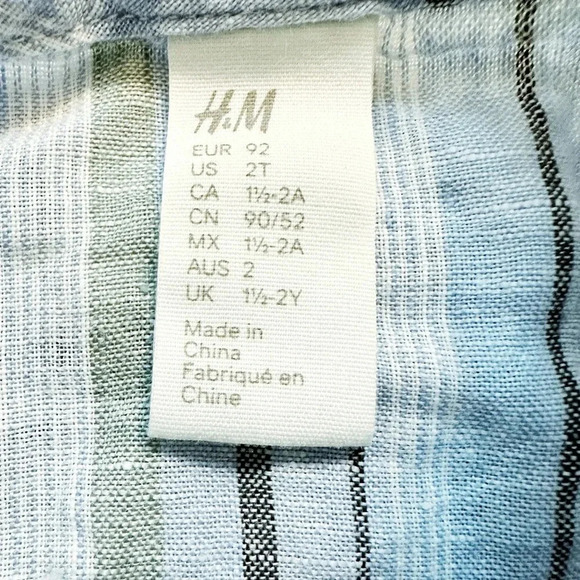 H&M
EUR 92
US 2T
CA 1½-2A
CN 90/52
MX 1½-2A
AUS 2
UK 1½-2Y
Made in
China
Fabriqué en
Chine